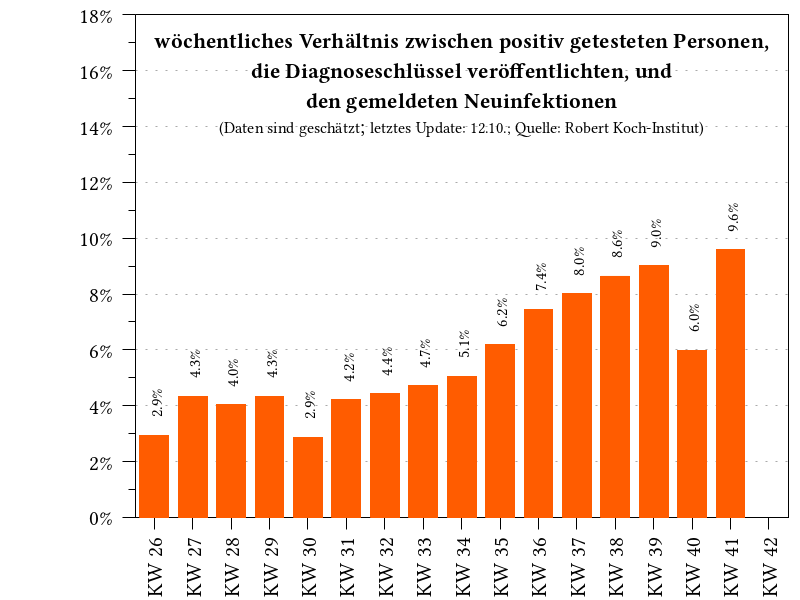 wöchentliches Verhältnis zwischen positiv getesteten Personen,
die Diagnoseschlüssel veröffentlichten, und
den gemeldeten Neuinfektionen
(Daten sind geschätzt; letztes Update: 12.10.; Quelle: Robert Koch-Institut)
18%
16%
14%
12%
10%
8%
6%
4%
2%
0%
2.9%
4.3%
4.0%
4.3%
2.9%
4.2%
4.4%
4.7%
5.1%
6.2%
7.4%
8.0%
8.6%
9.0%
6.0%
9.6%
KW 26
KW 27
KW 28
KW 29
KW 30
KW 31
KW 32
KW 33
KW 34
KW 35
KW 36
KW 37
KW 38
KW 39
KW 40
KW 41
KW 42